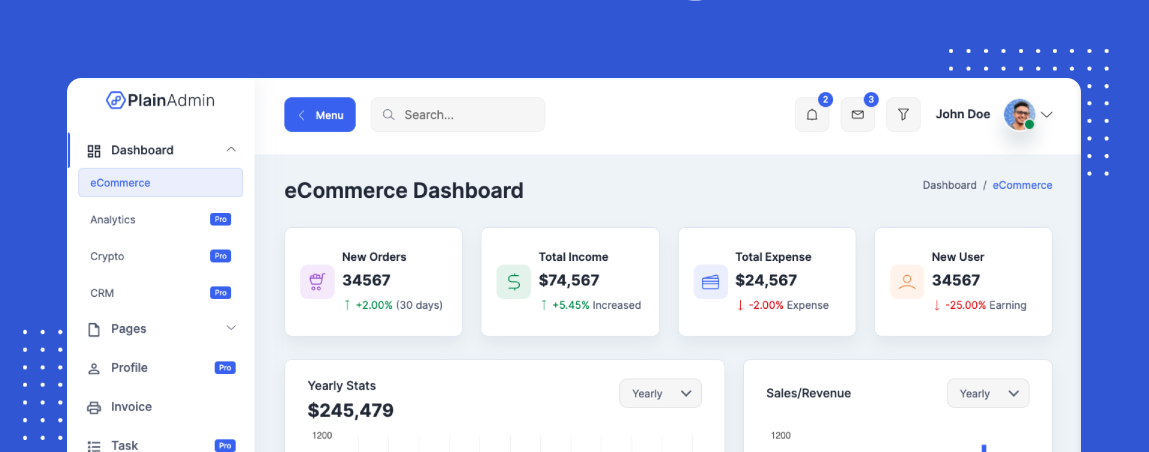 PlainAdmin
Menu
Search...
2
3
John Doe
Dashboard
eCommerce
Analytics Pro
Crypto Pro
CRM Pro
Pages
Profile Pro
Invoice
Task Pro
eCommerce Dashboard
Dashboard / eCommerce
New Orders
34567
↑ +2.00% (30 days)
Total Income
$74,567
↑ +5.45% Increased
Total Expense
$24,567
↓ -2.00% Expense
New User
34567
↓ -25.00% Earning
Yearly Stats
$245,479
Yearly
1200
Sales/Revenue
Yearly
1200